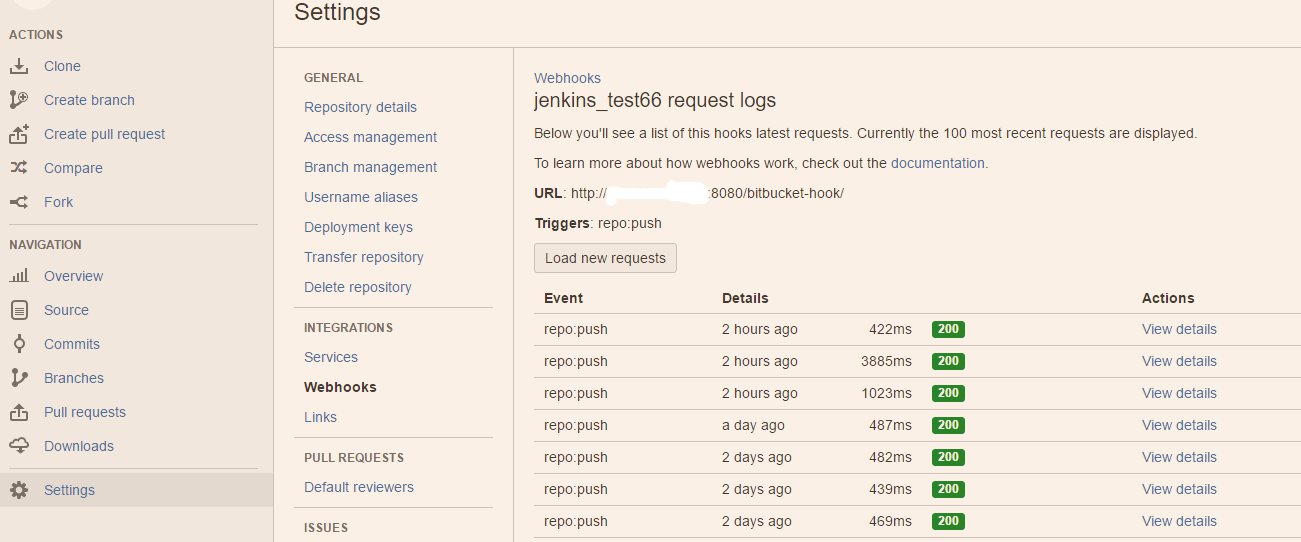 Settings
ACTIONS
Clone
Create branch
Create pull request
Compare
Fork
NAVIGATION
Overview
Source
Commits
Branches
Pull requests
Downloads
Settings
GENERAL
Repository details
Access management
Branch management
Username aliases
Deployment keys
Transfer repository
Delete repository
INTEGRATIONS
Services
Webhooks
Links
PULL REQUESTS
Default reviewers
ISSUES
Webhooks
jenkins_test66 request logs
Below you'll see a list of this hooks latest requests. Currently the 100 most recent requests are displayed.
To learn more about how webhooks work, check out the documentation.
URL: http:// :8080/bitbucket-hook/
Triggers: repo:push
Load new requests
Event Details Actions
repo:push 2 hours ago 422ms 200 View details
repo:push 2 hours ago 3885ms 200 View details
repo:push 2 hours ago 1023ms 200 View details
repo:push a day ago 487ms 200 View details
repo:push 2 days ago 482ms 200 View details
repo:push 2 days ago 439ms 200 View details
repo:push 2 days ago 469ms 200 View details